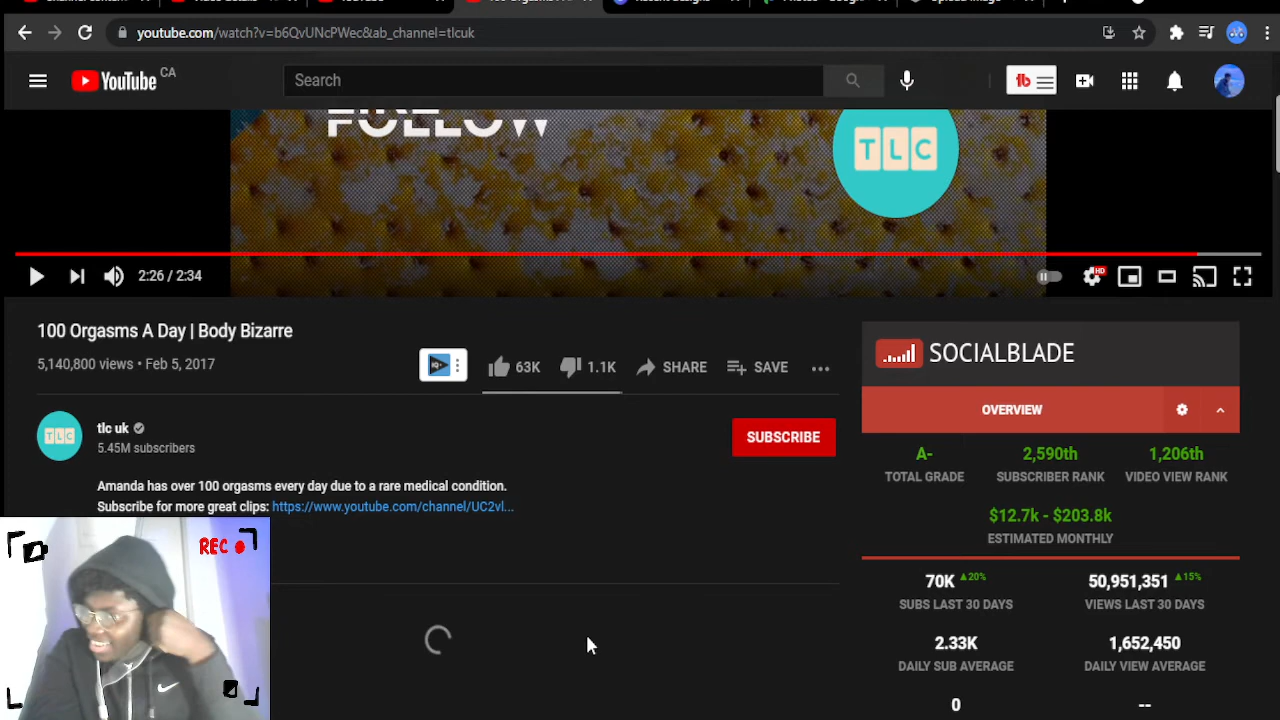 youtube.com/watch?v=b6QvUNcPWec&ab_channel=tlcuk
YouTube CA
Search
FOLLOW
TLC
2:26 / 2:34
HD
100 Orgasms A Day | Body Bizarre
5,140,800 views • Feb 5, 2017
63K
1.1K
SHARE
SAVE
TLC
tlc uk
5.45M subscribers
SUBSCRIBE
Amanda has over 100 orgasms every day due to a rare medical condition.
Subscribe for more great clips: https://www.youtube.com/channel/UC2vl...
SOCIALBLADE
OVERVIEW
A-
TOTAL GRADE
2,590th
SUBSCRIBER RANK
1,206th
VIDEO VIEW RANK
$12.7k - $203.8k
ESTIMATED MONTHLY
70K ▲20%
SUBS LAST 30 DAYS
50,951,351 ▲15%
VIEWS LAST 30 DAYS
2.33K
DAILY SUB AVERAGE
1,652,450
DAILY VIEW AVERAGE
0
--
REC